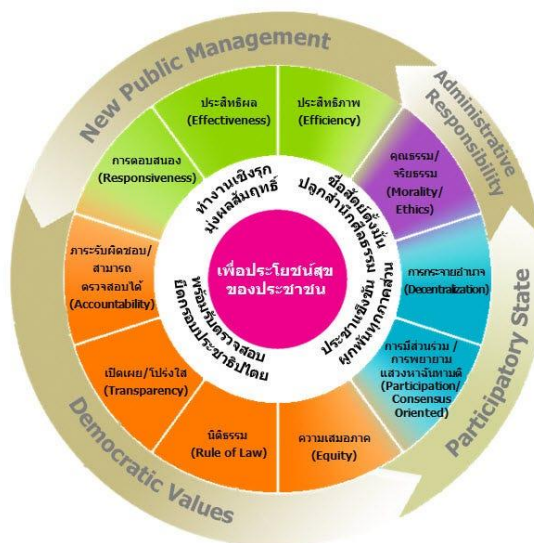 New Public Management
Administrative
Responsibility
Participatory State
Democratic Values
ประสิทธิผล
(Effectiveness)
ประสิทธิภาพ
(Efficiency)
คุณธรรม/
จริยธรรม
(Morality/
Ethics)
การกระจายอำนาจ
(Decentralization)
การมีส่วนร่วม /
การพยายาม
แสวงหาฉันทามติ
(Participation/
Consensus
Oriented)
ความเสมอภาค
(Equity)
นิติธรรม
(Rule of Law)
เปิดเผย/โปร่งใส
(Transparency)
ภาระรับผิดชอบ/
สามารถ
ตรวจสอบได้
(Accountability)
การตอบสนอง
(Responsiveness)
ทำงานเชิงรุก
มุ่งผลสัมฤทธิ์
ซื่อสัตย์ตั้งมั่น
ปลูกสำนึกศีลธรรม
ประชาเชิงขัน
ผูกพันทุกภาคส่วน
พร้อมรับตรวจสอบ
ยึดกรอบประชาธิปไตย
เพื่อประโยชน์สุข
ของประชาชน